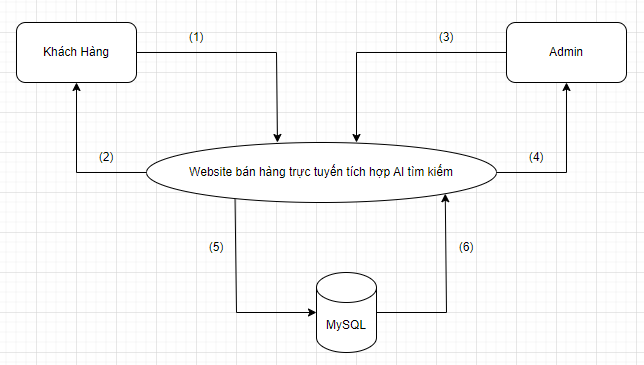 Khách Hàng
(1)
(3)
Admin
(2)
Website bán hàng trực tuyến tích hợp AI tìm kiếm
(4)
(5)
(6)
MySQL